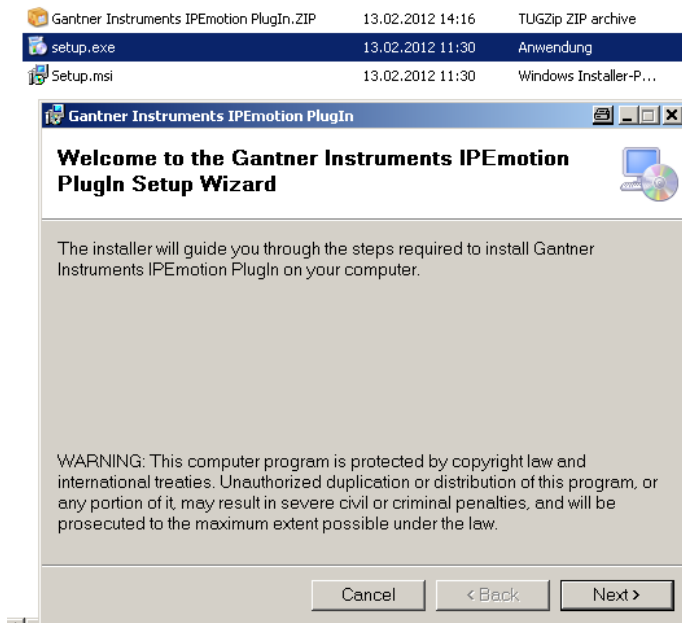 Gantner Instruments IPEmotion PlugIn.ZIP 13.02.2012 14:16 TUGZip ZIP archive
setup.exe 13.02.2012 11:30 Anwendung
Setup.msi 13.02.2012 11:30 Windows Installer-P...
Gantner Instruments IPEmotion PlugIn
Welcome to the Gantner Instruments IPEmotion
PlugIn Setup Wizard
The installer will guide you through the steps required to install Gantner
Instruments IPEmotion PlugIn on your computer.
WARNING: This computer program is protected by copyright law and
international treaties. Unauthorized duplication or distribution of this program, or
any portion of it, may result in severe civil or criminal penalties, and will be
prosecuted to the maximum extent possible under the law.
Cancel < Back Next >